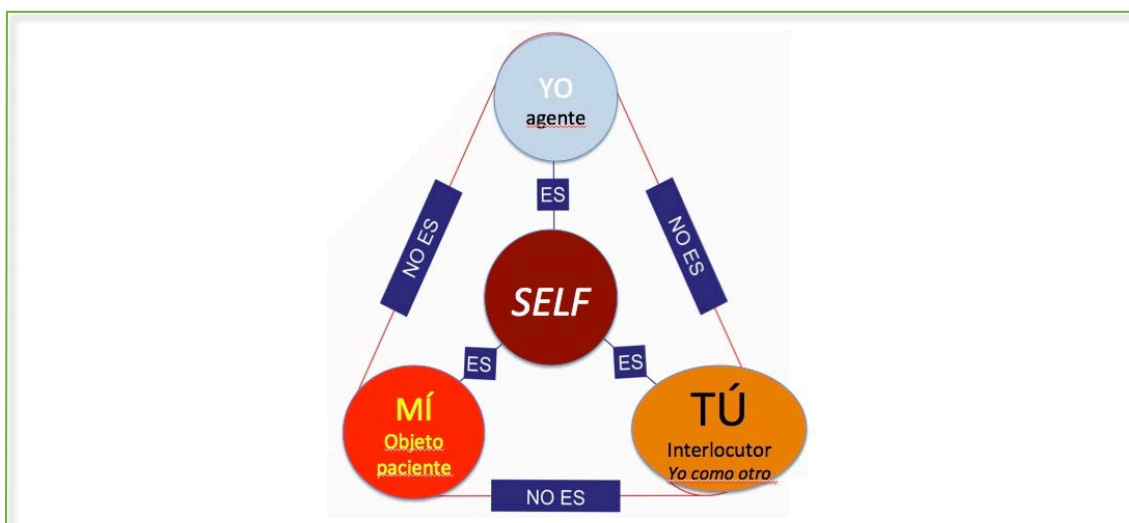 YO
agente
ES
NO ES
NO ES
SELF
ES
ES
MÍ
Objeto
paciente
TÚ
Interlocutor
Yo como otro
NO ES